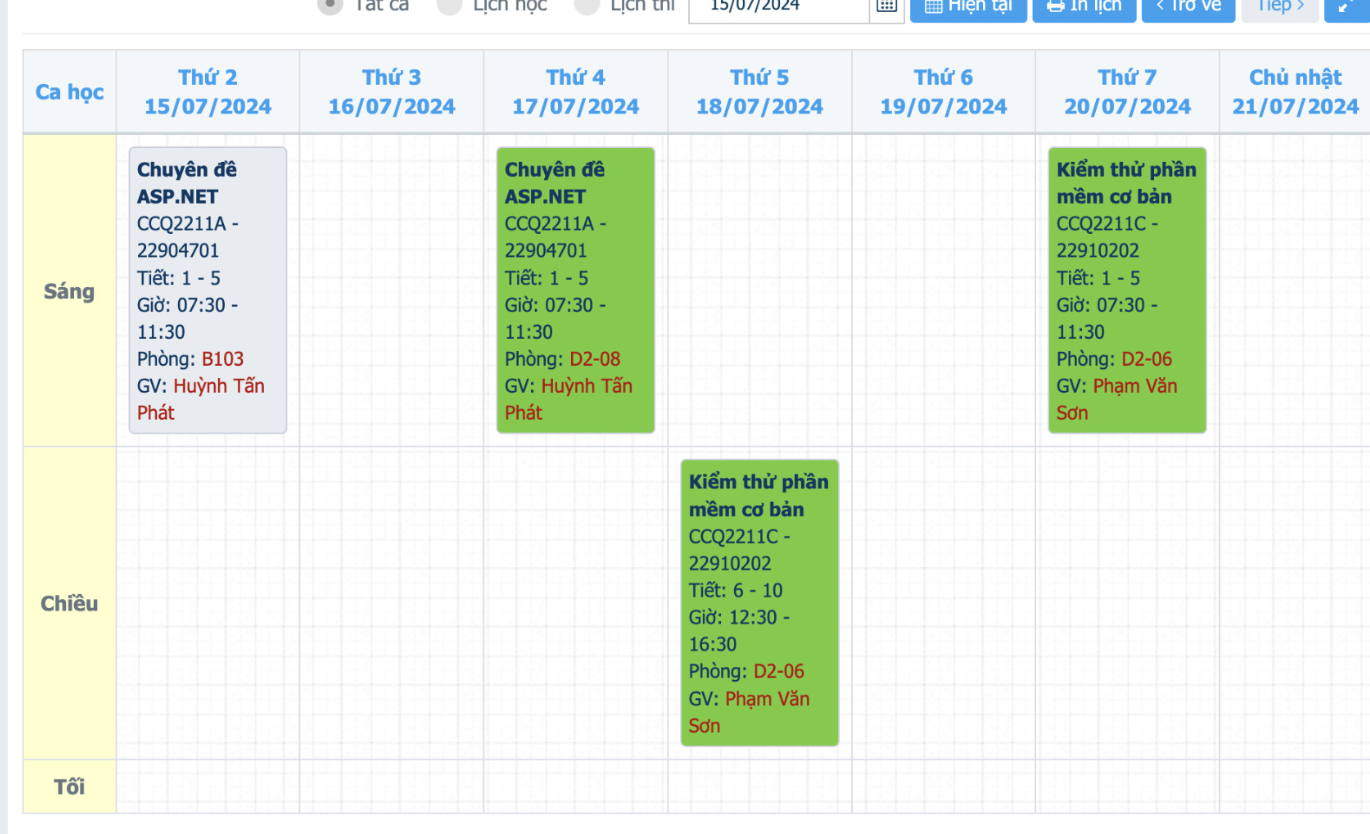 Tất cả Lịch học Lịch thi 15/07/2024 Hiện tại In lịch < Trở về Tiếp >
Ca học
Thứ 2
15/07/2024
Thứ 3
16/07/2024
Thứ 4
17/07/2024
Thứ 5
18/07/2024
Thứ 6
19/07/2024
Thứ 7
20/07/2024
Chủ nhật
21/07/2024
Sáng
Chuyên đề
ASP.NET
CCQ2211A -
22904701
Tiết: 1 - 5
Giờ: 07:30 -
11:30
Phòng: B103
GV: Huỳnh Tấn
Phát
Chuyên đề
ASP.NET
CCQ2211A -
22904701
Tiết: 1 - 5
Giờ: 07:30 -
11:30
Phòng: D2-08
GV: Huỳnh Tấn
Phát
Kiểm thử phần
mềm cơ bản
CCQ2211C -
22910202
Tiết: 1 - 5
Giờ: 07:30 -
11:30
Phòng: D2-06
GV: Phạm Văn
Sơn
Chiều
Kiểm thử phần
mềm cơ bản
CCQ2211C -
22910202
Tiết: 6 - 10
Giờ: 12:30 -
16:30
Phòng: D2-06
GV: Phạm Văn
Sơn
Tối